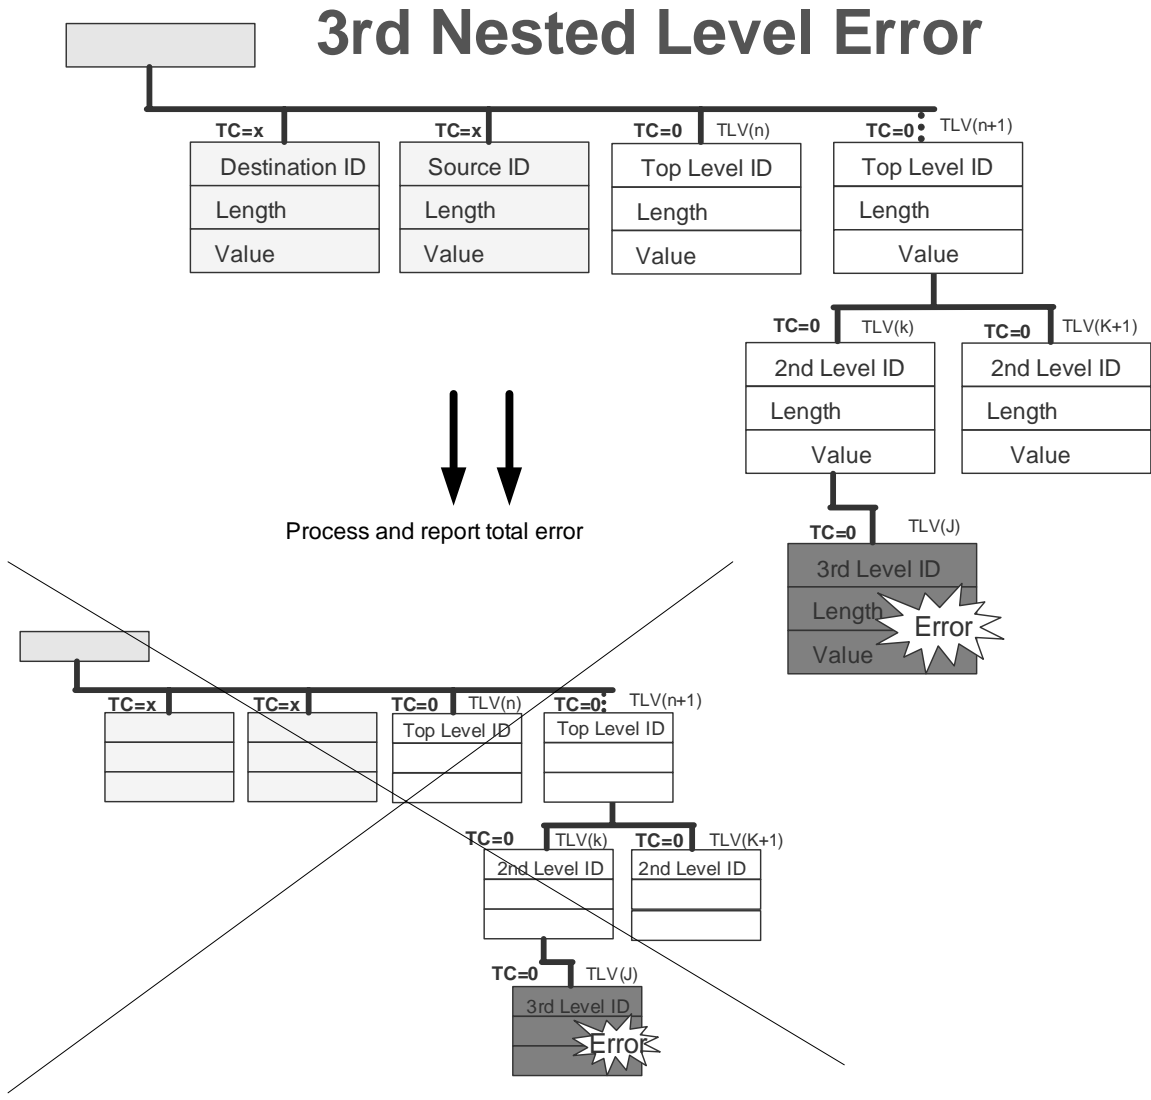 3rd Nested Level Error
TC=x
TC=x
TC=0
TLV(n)
TC=0
TLV(n+1)
Destination ID
Length
Value
Source ID
Length
Value
Top Level ID
Length
Value
Top Level ID
Length
Value
TC=0
TLV(k)
TC=0
TLV(K+1)
2nd Level ID
Length
Value
2nd Level ID
Length
Value
TC=0
TLV(J)
3rd Level ID
Length
Value
Error
Process and report total error
TC=x
TC=x
TC=0
TLV(n)
TC=0
TLV(n+1)
Top Level ID
Top Level ID
TC=0
TLV(k)
TC=0
TLV(K+1)
2nd Level ID
2nd Level ID
TC=0
TLV(J)
3rd Level ID
Error